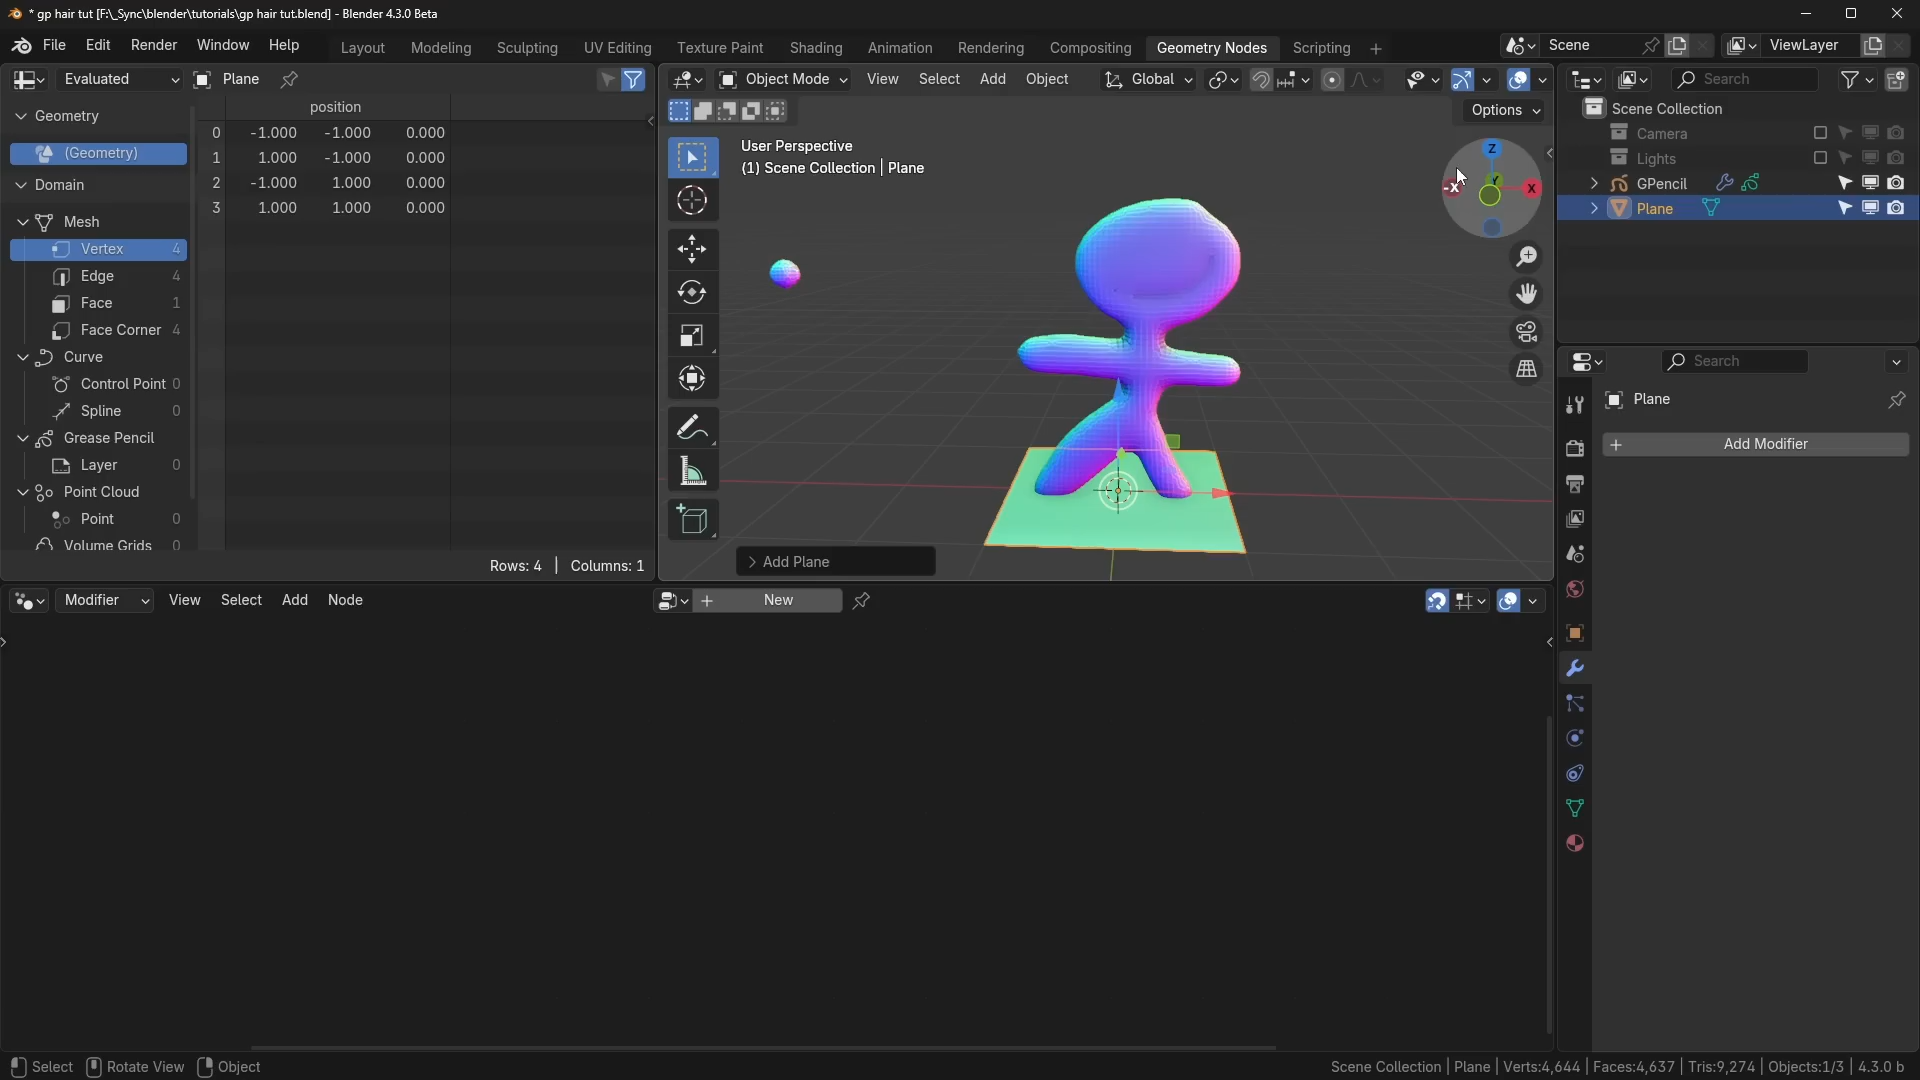 * gp hair tut [F:\_Sync\blender\tutorials\gp hair tut.blend] - Blender 4.3.0 Beta
File Edit Render Window Help Layout Modeling Sculpting UV Editing Texture Paint Shading Animation Rendering Compositing Geometry Nodes Scripting + Scene ViewLayer
Evaluated Plane
Object Mode View Select Add Object Global
Search
Geometry
(Geometry)
Domain
Mesh
Vertex 4
Edge 4
Face 1
Face Corner 4
Curve
Control Point 0
Spline 0
Grease Pencil
Layer 0
Point Cloud
Point 0
Volume Grids 0
position
0 -1.000 -1.000 0.000
1 1.000 -1.000 0.000
2 -1.000 1.000 0.000
3 1.000 1.000 0.000
Rows: 4 | Columns: 1
Options
User Perspective
(1) Scene Collection | Plane
Z
Y
-X X
Add Plane
Scene Collection
Camera
Lights
GPencil
Plane
Search
Plane
+ Add Modifier
Modifier View Select Add Node + New
Select Rotate View Object
Scene Collection | Plane | Verts:4,644 | Faces:4,637 | Tris:9,274 | Objects:1/3 | 4.3.0 b